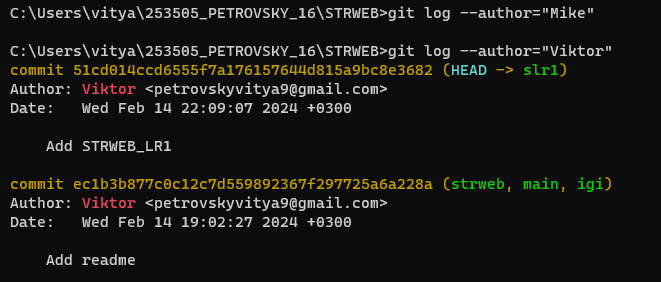 C:\Users\vitya\253505_PETROVSKY_16\STRWEB>git log --author="Mike"
C:\Users\vitya\253505_PETROVSKY_16\STRWEB>git log --author="Viktor"
commit 51cd014ccd6555f7a176157644d815a9bc8e3682 (HEAD -> slr1)
Author: Viktor <petrovskyvitya9@gmail.com>
Date:   Wed Feb 14 22:09:07 2024 +0300
    Add STRWEB_LR1
commit ec1b3b877c0c12c7d559892367f297725a6a228a (strweb, main, igi)
Author: Viktor <petrovskyvitya9@gmail.com>
Date:   Wed Feb 14 19:02:27 2024 +0300
    Add readme